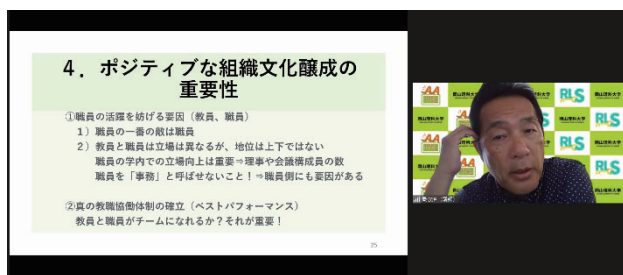 4．ポジティブな組織文化醸成の
重要性
①職員の活躍を妨げる要因（教員、職員）
1）職員の一番の敵は職員
2）教員と職員は立場は異なるが、地位は上下ではない
職員の学内での立場向上は重要⇒理事や会議構成員の数
職員を「事務」と呼ばせないこと！⇒職員側にも要因がある
②真の教職協働体制の確立（ベストパフォーマンス）
教員と職員がチームになれるか？それが重要！
25
岡山理科大学
RLS